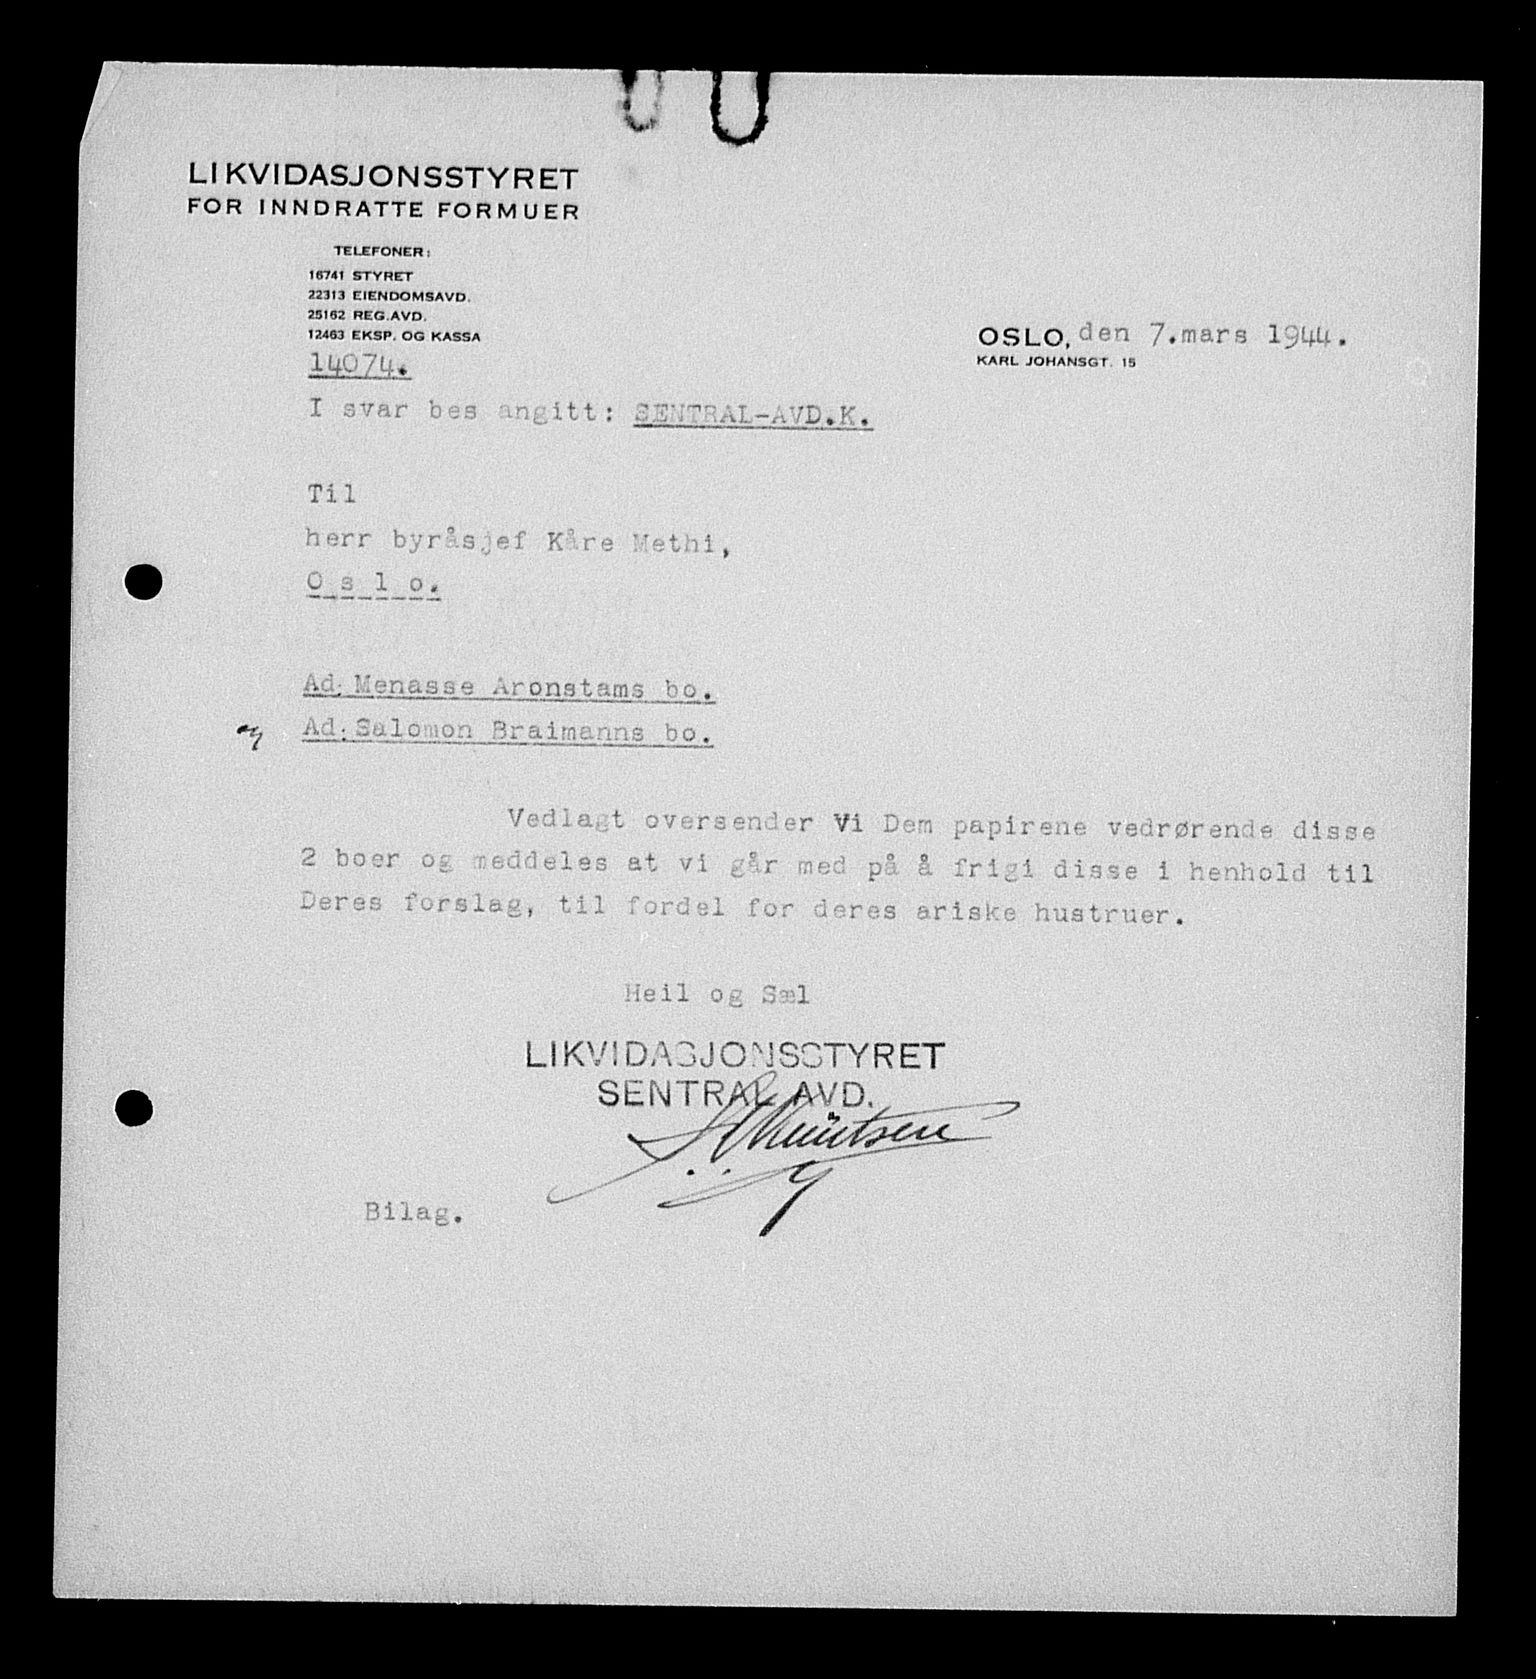 LIKVIDASJONSSTYRET
FOR INNDRATTE FORMUER
TELEFONER:
16741 STYRET
22313 EIENDOMSAVD.
25162 REG.AVD.
12463 EKSP. OG KASSA
14074.
OSLO, den 7.mars 1944.
KARL JOHANSGT. 15
I svar bes angitt: SENTRAL-AVD.K.
Til
herr byråsjef Kåre Methi,
O s l o.
Ad: Menasse Aronstams bo.
Ad: Salomon Braimanns bo.
Vedlagt oversender Vi Dem papirene vedrørende disse
2 boer og meddeles at vi går med på å frigi disse i henhold til
Deres forslag, til fordel for deres ariske hustruer.
Heil og Sæl
LIKVIDASJONSSTYRET
SENTRAL AVD.
Bilag.